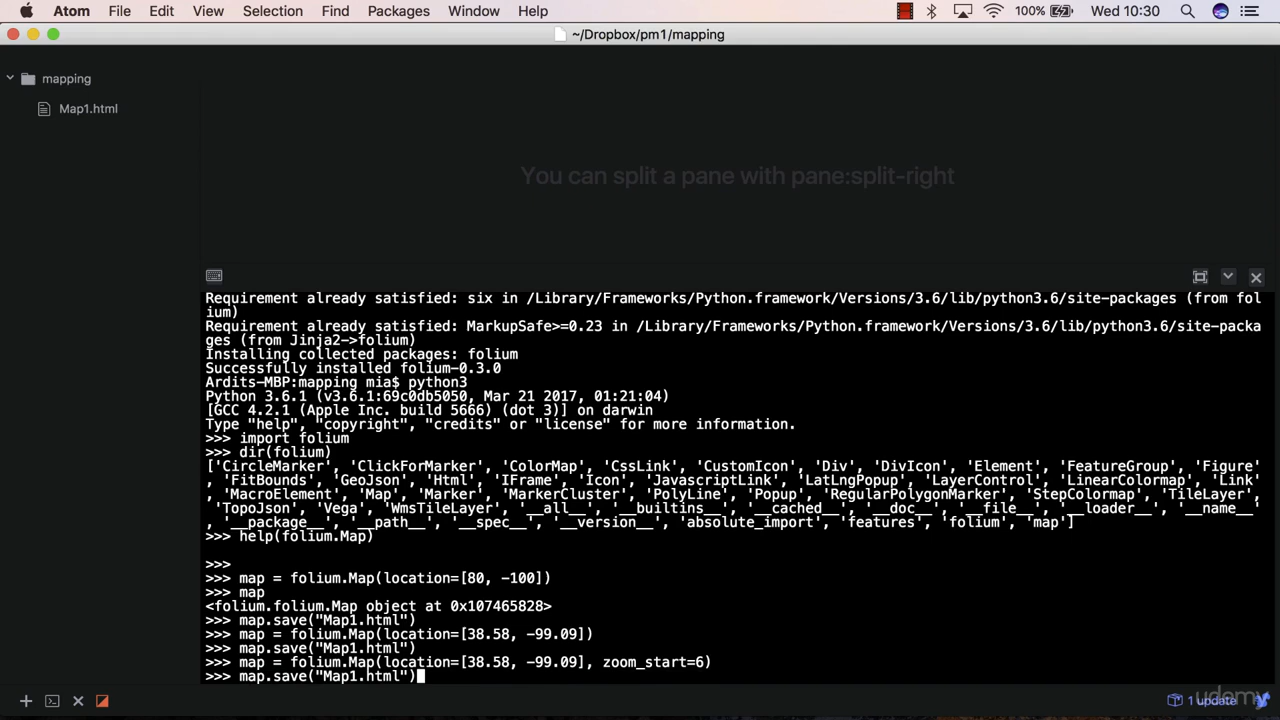 Atom File Edit View Selection Find Packages Window Help 100% Wed 10:30
~/Dropbox/pm1/mapping
mapping
Map1.html
You can split a pane with pane:split-right
Requirement already satisfied: six in /Library/Frameworks/Python.framework/Versions/3.6/lib/python3.6/site-packages (from fol
ium)
Requirement already satisfied: MarkupSafe>=0.23 in /Library/Frameworks/Python.framework/Versions/3.6/lib/python3.6/site-packa
ges (from Jinja2->folium)
Installing collected packages: folium
Successfully installed folium-0.3.0
Ardits-MBP:mapping mia$ python3
Python 3.6.1 (v3.6.1:69c0db5050, Mar 21 2017, 01:21:04)
[GCC 4.2.1 (Apple Inc. build 5666) (dot 3)] on darwin
Type "help", "copyright", "credits" or "license" for more information.
>>> import folium
>>> dir(folium)
['CircleMarker', 'ClickForMarker', 'ColorMap', 'CssLink', 'CustomIcon', 'Div', 'DivIcon', 'Element', 'FeatureGroup', 'Figure'
, 'FitBounds', 'GeoJson', 'Html', 'IFrame', 'Icon', 'JavascriptLink', 'LatLngPopup', 'LayerControl', 'LinearColormap', 'Link'
, 'MacroElement', 'Map', 'Marker', 'MarkerCluster', 'PolyLine', 'Popup', 'RegularPolygonMarker', 'StepColormap', 'TileLayer',
 'TopoJson', 'Vega', 'WmsTileLayer', '__all__', '__builtins__', '__cached__', '__doc__', '__file__', '__loader__', '__name__'
, '__package__', '__path__', '__spec__', '__version__', 'absolute_import', 'features', 'folium', 'map']
>>> help(folium.Map)
>>>
>>> map = folium.Map(location=[80, -100])
>>> map
<folium.folium.Map object at 0x107465828>
>>> map.save("Map1.html")
>>> map = folium.Map(location=[38.58, -99.09])
>>> map.save("Map1.html")
>>> map = folium.Map(location=[38.58, -99.09], zoom_start=6)
>>> map.save("Map1.html")
1 update
udemy